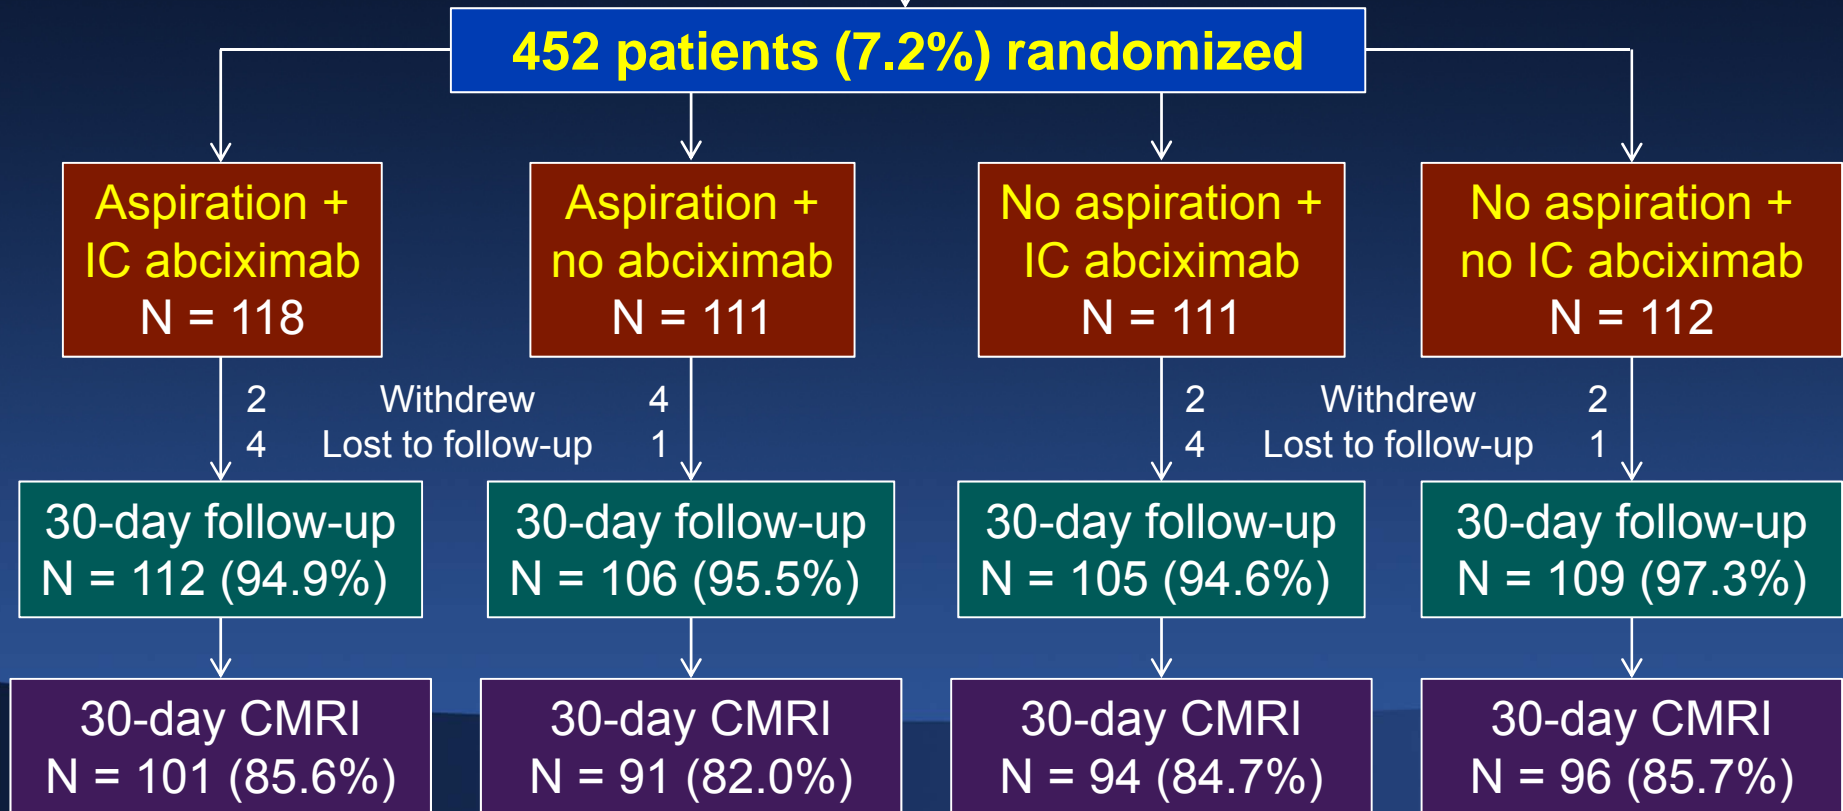 452 patients (7.2%) randomized
Aspiration +
IC abciximab
N = 118
Aspiration +
no abciximab
N = 111
No aspiration +
IC abciximab
N = 111
No aspiration +
no IC abciximab
N = 112
2 Withdrew 4
4 Lost to follow-up 1
2 Withdrew 2
4 Lost to follow-up 1
30-day follow-up
N = 112 (94.9%)
30-day follow-up
N = 106 (95.5%)
30-day follow-up
N = 105 (94.6%)
30-day follow-up
N = 109 (97.3%)
30-day CMRI
N = 101 (85.6%)
30-day CMRI
N = 91 (82.0%)
30-day CMRI
N = 94 (84.7%)
30-day CMRI
N = 96 (85.7%)